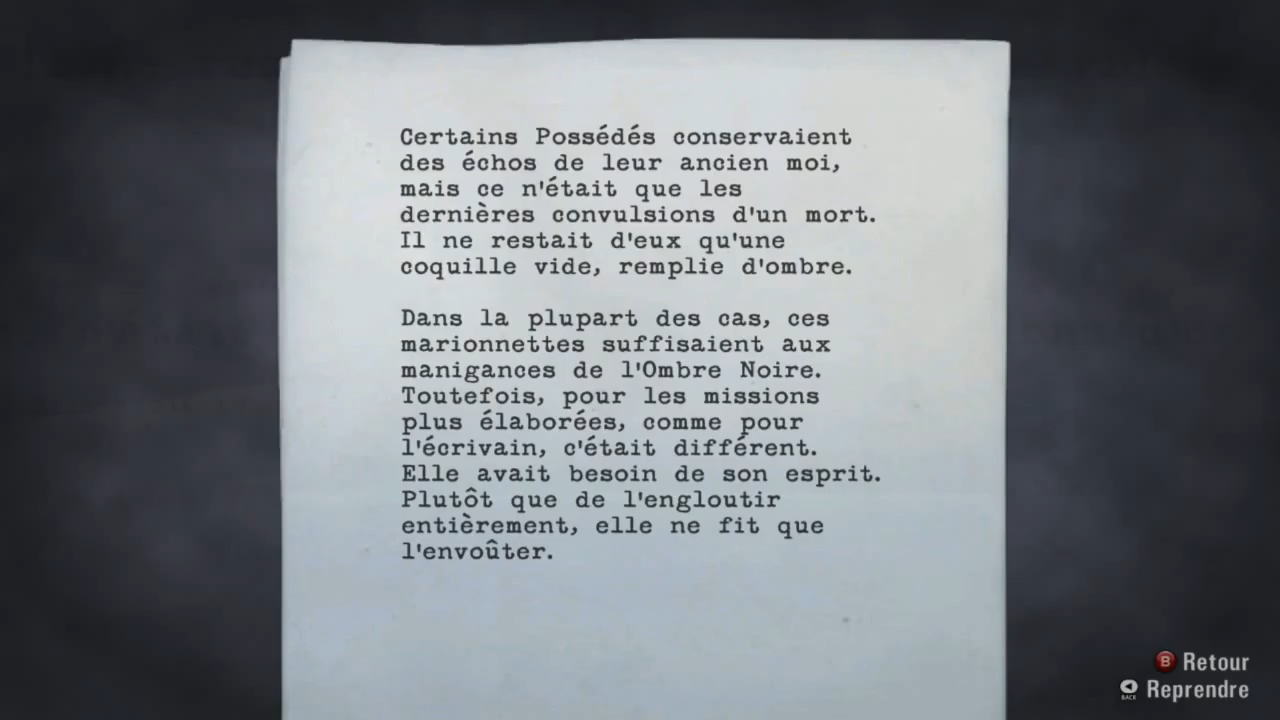 Certains Possédés conservaient
des échos de leur ancien moi,
mais ce n'était que les
dernières convulsions d'un mort.
Il ne restait d'eux qu'une
coquille vide, remplie d'ombre.
Dans la plupart des cas, ces
marionnettes suffisaient aux
manigances de l'Ombre Noire.
Toutefois, pour les missions
plus élaborées, comme pour
l'écrivain, c'était différent.
Elle avait besoin de son esprit.
Plutôt que de l'engloutir
entièrement, elle ne fit que
l'envoûter.
B Retour
BACK Reprendre